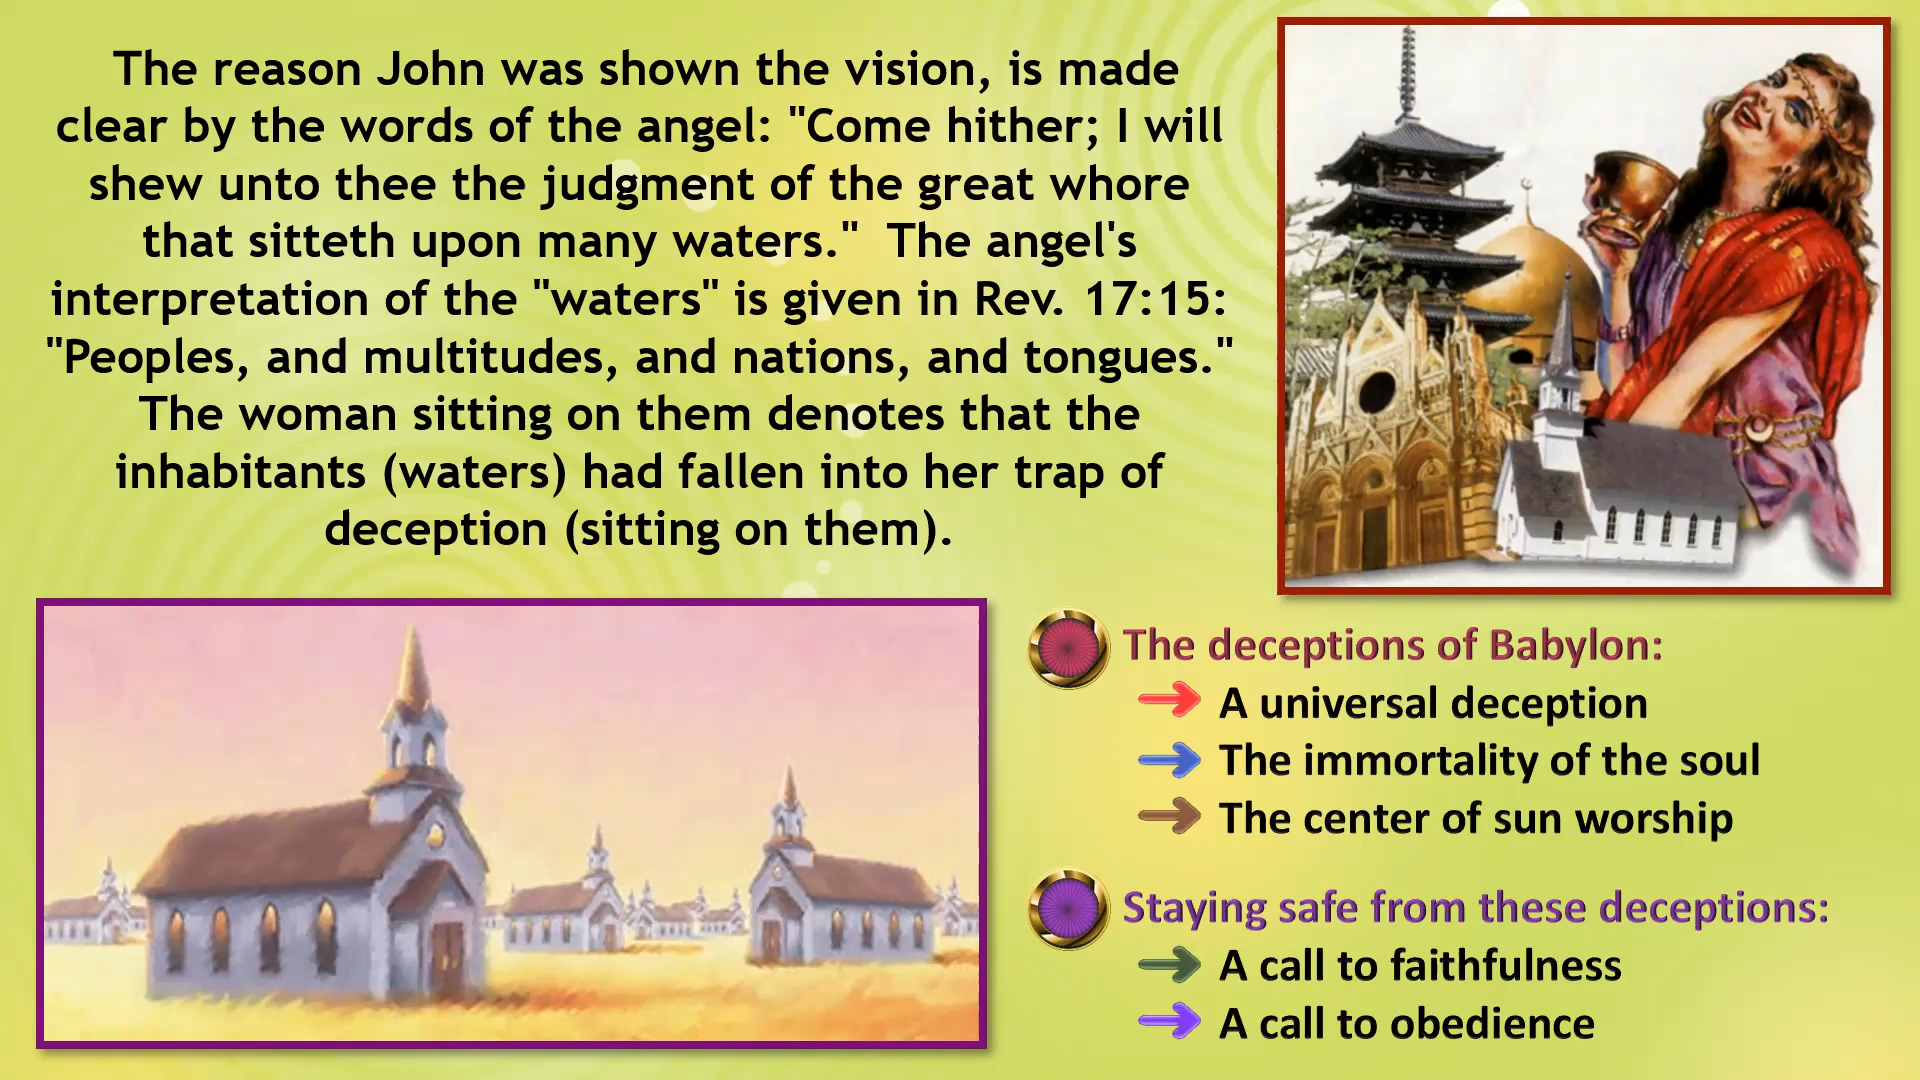 The reason John was shown the vision, is made
clear by the words of the angel: "Come hither; I will
shew unto thee the judgment of the great whore
that sitteth upon many waters."  The angel's
interpretation of the "waters" is given in Rev. 17:15:
"Peoples, and multitudes, and nations, and tongues."
The woman sitting on them denotes that the
inhabitants (waters) had fallen into her trap of
deception (sitting on them).
The deceptions of Babylon:
A universal deception
The immortality of the soul
The center of sun worship
Staying safe from these deceptions:
A call to faithfulness
A call to obedience